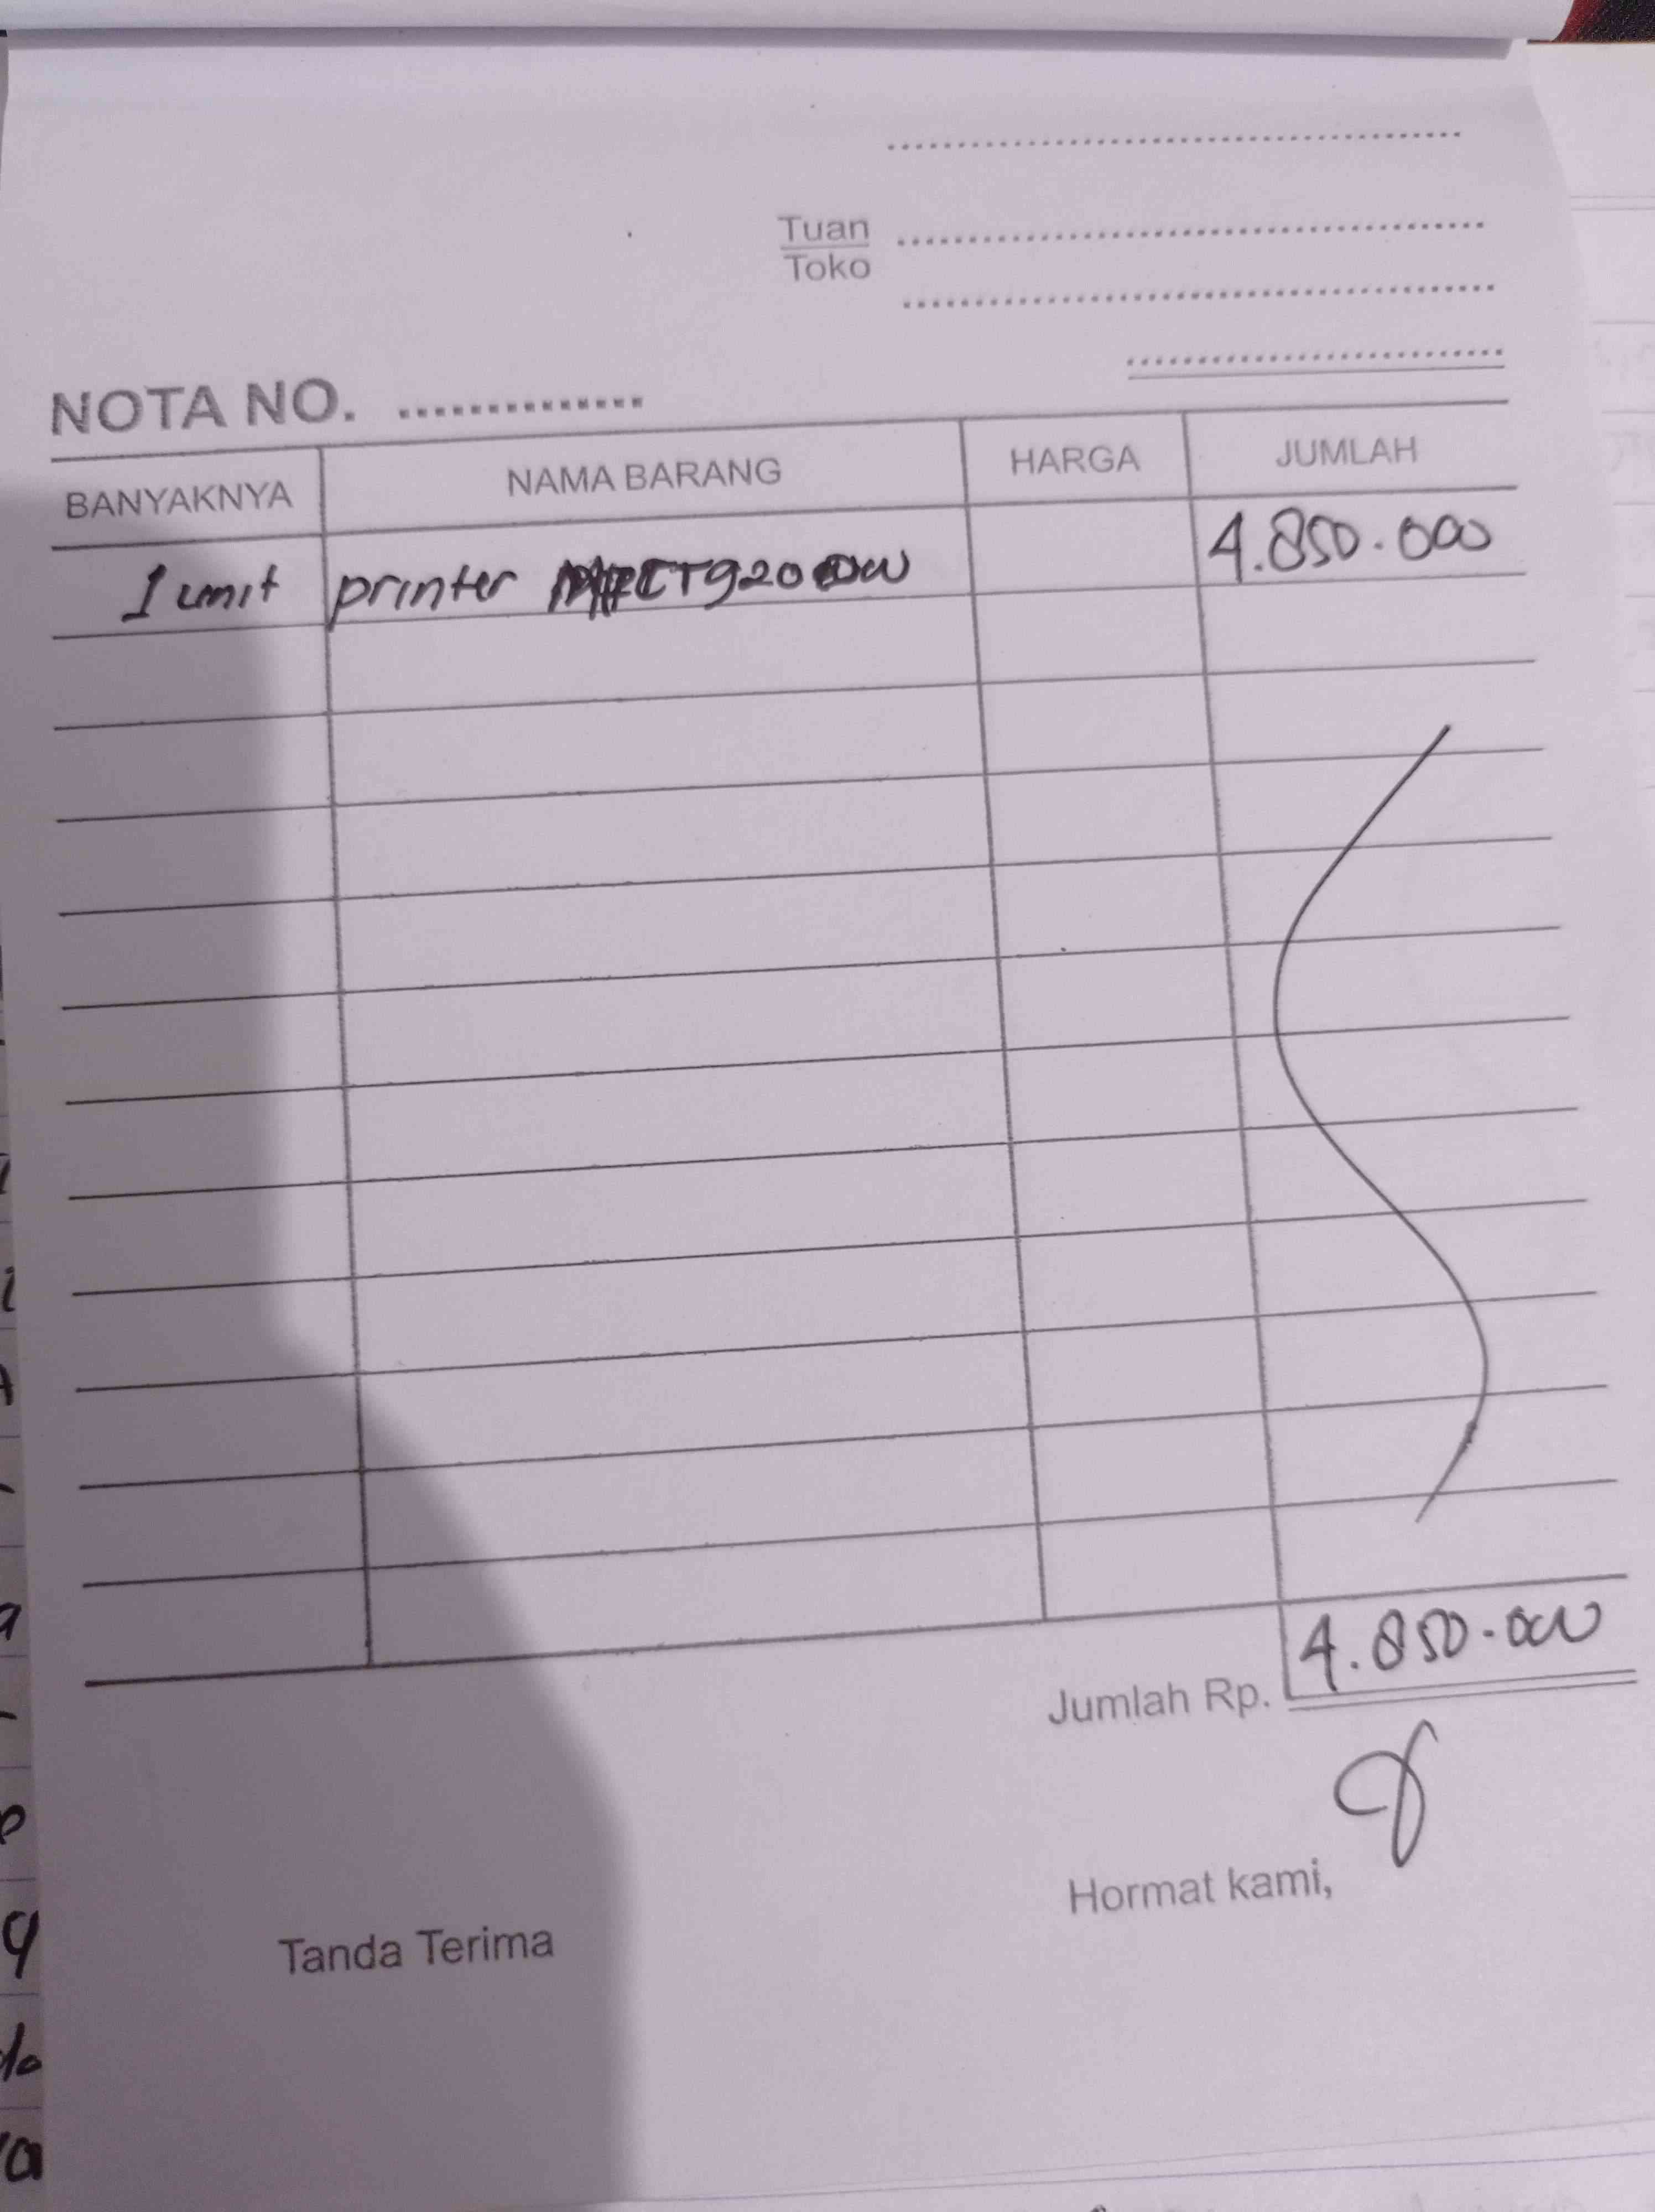 Tuan
Toko
NOTA NO.
BANYAKNYA NAMA BARANG HARGA JUMLAH
1 unit printer 4.850.000
Jumlah Rp. 4.850.000
Hormat kami,
Tanda Terima